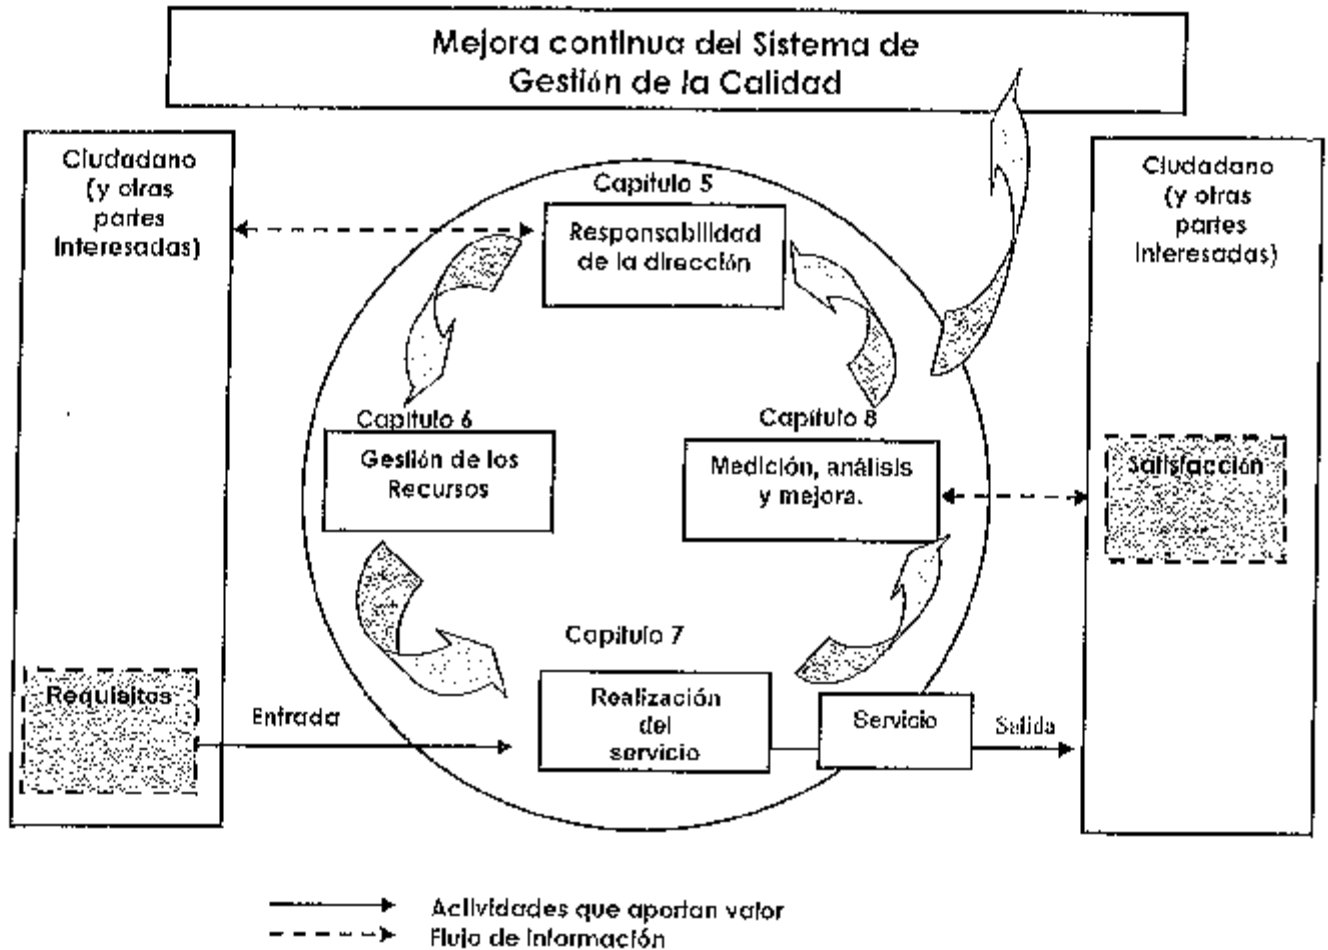 Mejora continua del Sistema de
Gestión de la Calidad
Ciudadano
(y otras
partes
Interesadas)
Capítulo 5
Responsabilidad
de la dirección
Ciudadano
(y otras
partes
Interesadas)
Capítulo 6
Gestión de los
Recursos
Capítulo 8
Medición, análisis
y mejora.
Satisfacción
Capítulo 7
Requisitos
Entrada
Realización
del
servicio
Servicio
Salida
Actividades que aportan valor
Flujo de información